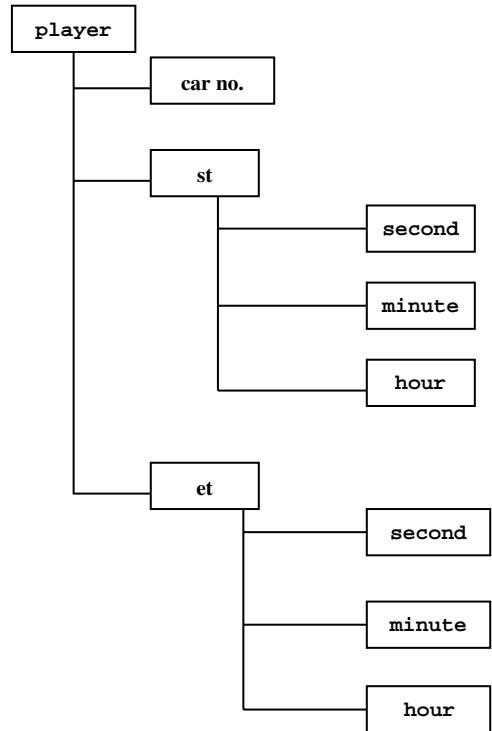 player
car no.
st
second
minute
hour
et
second
minute
hour